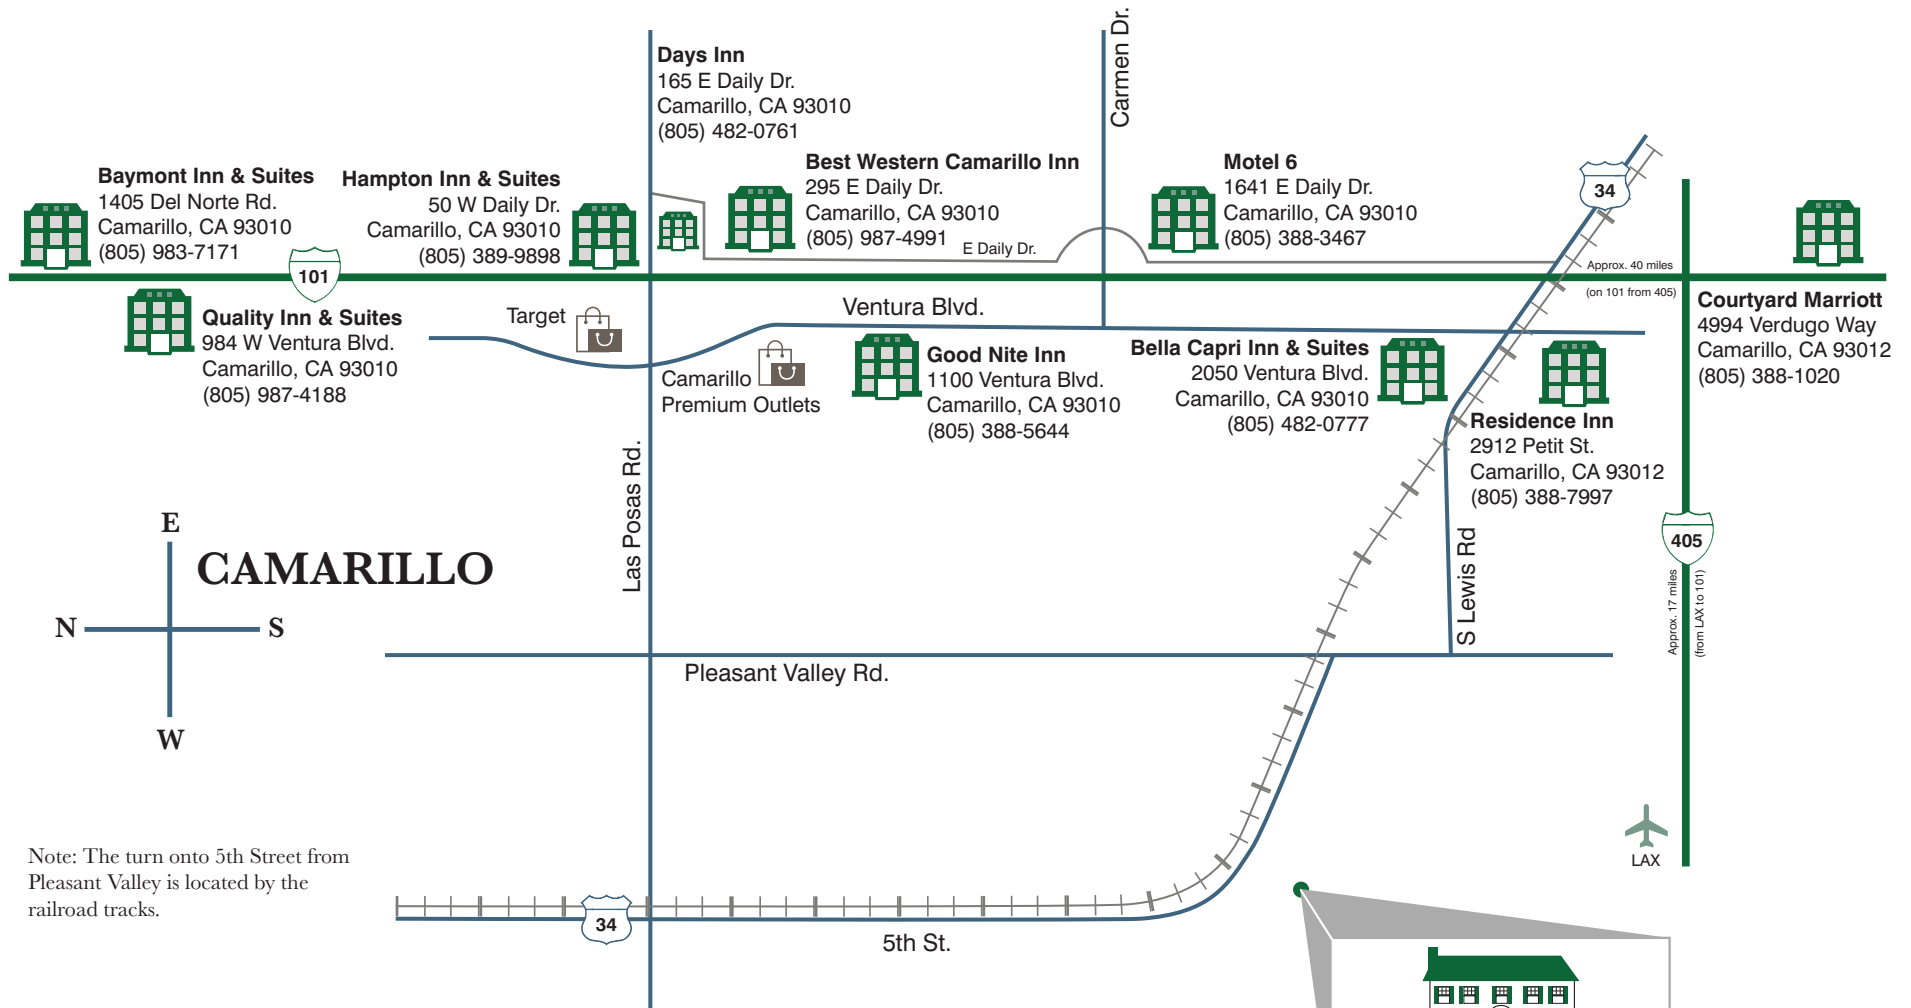 Carmen Dr.
Days Inn
165 E Daily Dr.
Camarillo, CA 93010
(805) 482-0761
Baymont Inn & Suites
1405 Del Norte Rd.
Camarillo, CA 93010
(805) 983-7171
Hampton Inn & Suites
50 W Daily Dr.
Camarillo, CA 93010
(805) 389-9898
Best Western Camarillo Inn
295 E Daily Dr.
Camarillo, CA 93010
(805) 987-4991
E Daily Dr.
Motel 6
1641 E Daily Dr.
Camarillo, CA 93010
(805) 388-3467
34
101
Approx. 40 miles
(on 101 from 405)
Quality Inn & Suites
984 W Ventura Blvd.
Camarillo, CA 93010
(805) 987-4188
Target
Ventura Blvd.
Camarillo
Premium Outlets
Good Nite Inn
1100 Ventura Blvd.
Camarillo, CA 93010
(805) 388-5644
Bella Capri Inn & Suites
2050 Ventura Blvd.
Camarillo, CA 93010
(805) 482-0777
Residence Inn
2912 Petit St.
Camarillo, CA 93012
(805) 388-7997
Courtyard Marriott
4994 Verdugo Way
Camarillo, CA 93012
(805) 388-1020
Las Posas Rd.
S Lewis Rd
405
Approx. 17 miles
(from LAX to 101)
E
CAMARILLO
N
S
W
Pleasant Valley Rd.
LAX
Note: The turn onto 5th Street from
Pleasant Valley is located by the
railroad tracks.
34
5th St.